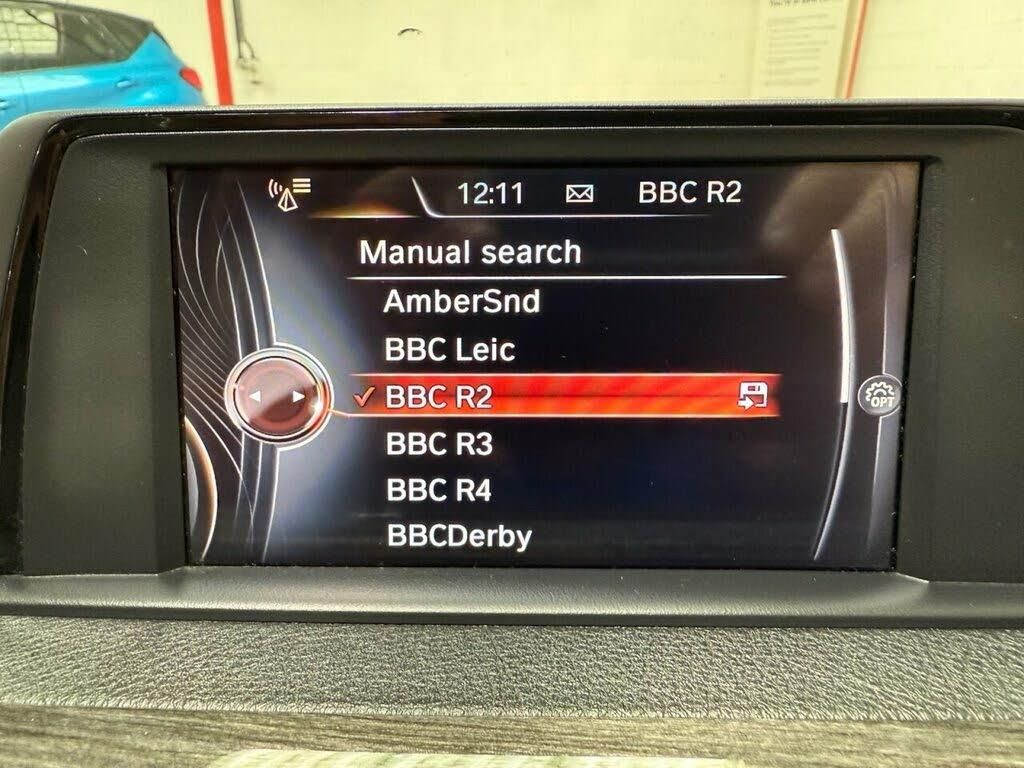 12:11 BBC R2
Manual search
AmberSnd
BBC Leic
BBC R2
BBC R3
OPT
BBC R4
BBCDerby